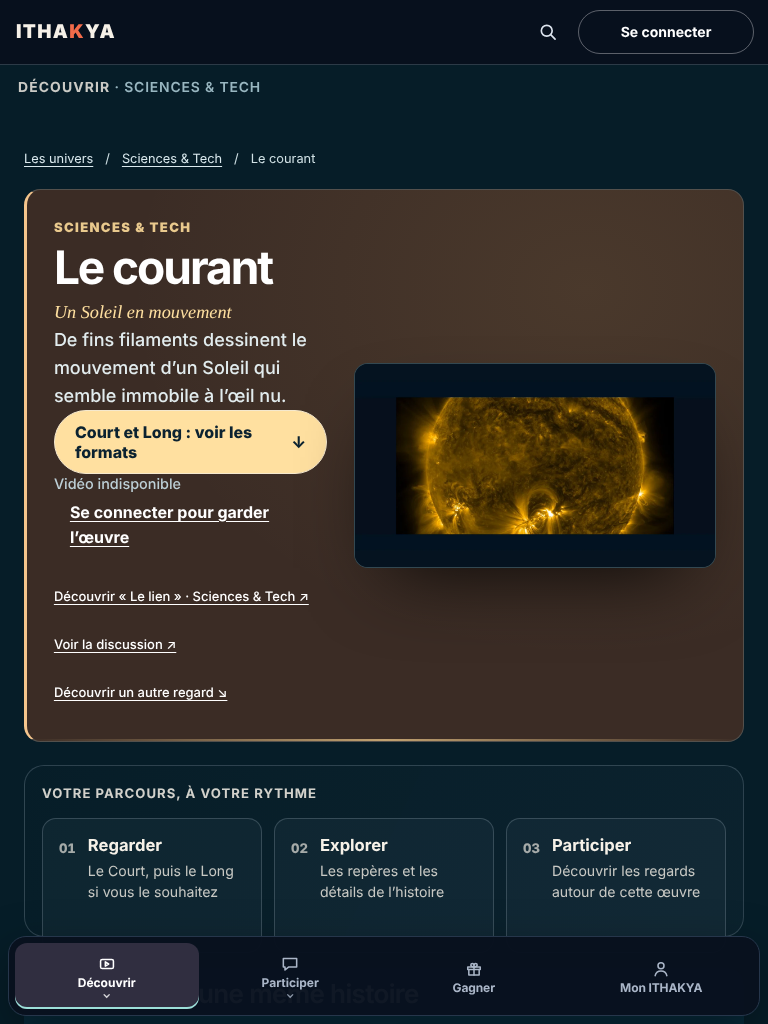 ITHAKYA
Se connecter
DÉCOUVRIR · SCIENCES & TECH
Les univers / Sciences & Tech / Le courant
SCIENCES & TECH
Le courant
Un Soleil en mouvement
De fins filaments dessinent le
mouvement d’un Soleil qui
semble immobile à l’œil nu.
Court et Long : voir les
formats ↓
Vidéo indisponible
Se connecter pour garder
l’œuvre
Découvrir « Le lien » · Sciences & Tech ↗
Voir la discussion ↗
Découvrir un autre regard ↘
VOTRE PARCOURS, À VOTRE RYTHME
01 Regarder
Le Court, puis le Long
si vous le souhaitez
02 Explorer
Les repères et les
détails de l’histoire
03 Participer
Découvrir les regards
autour de cette œuvre
une même histoire
Découvrir
Participer
Gagner
Mon ITHAKYA